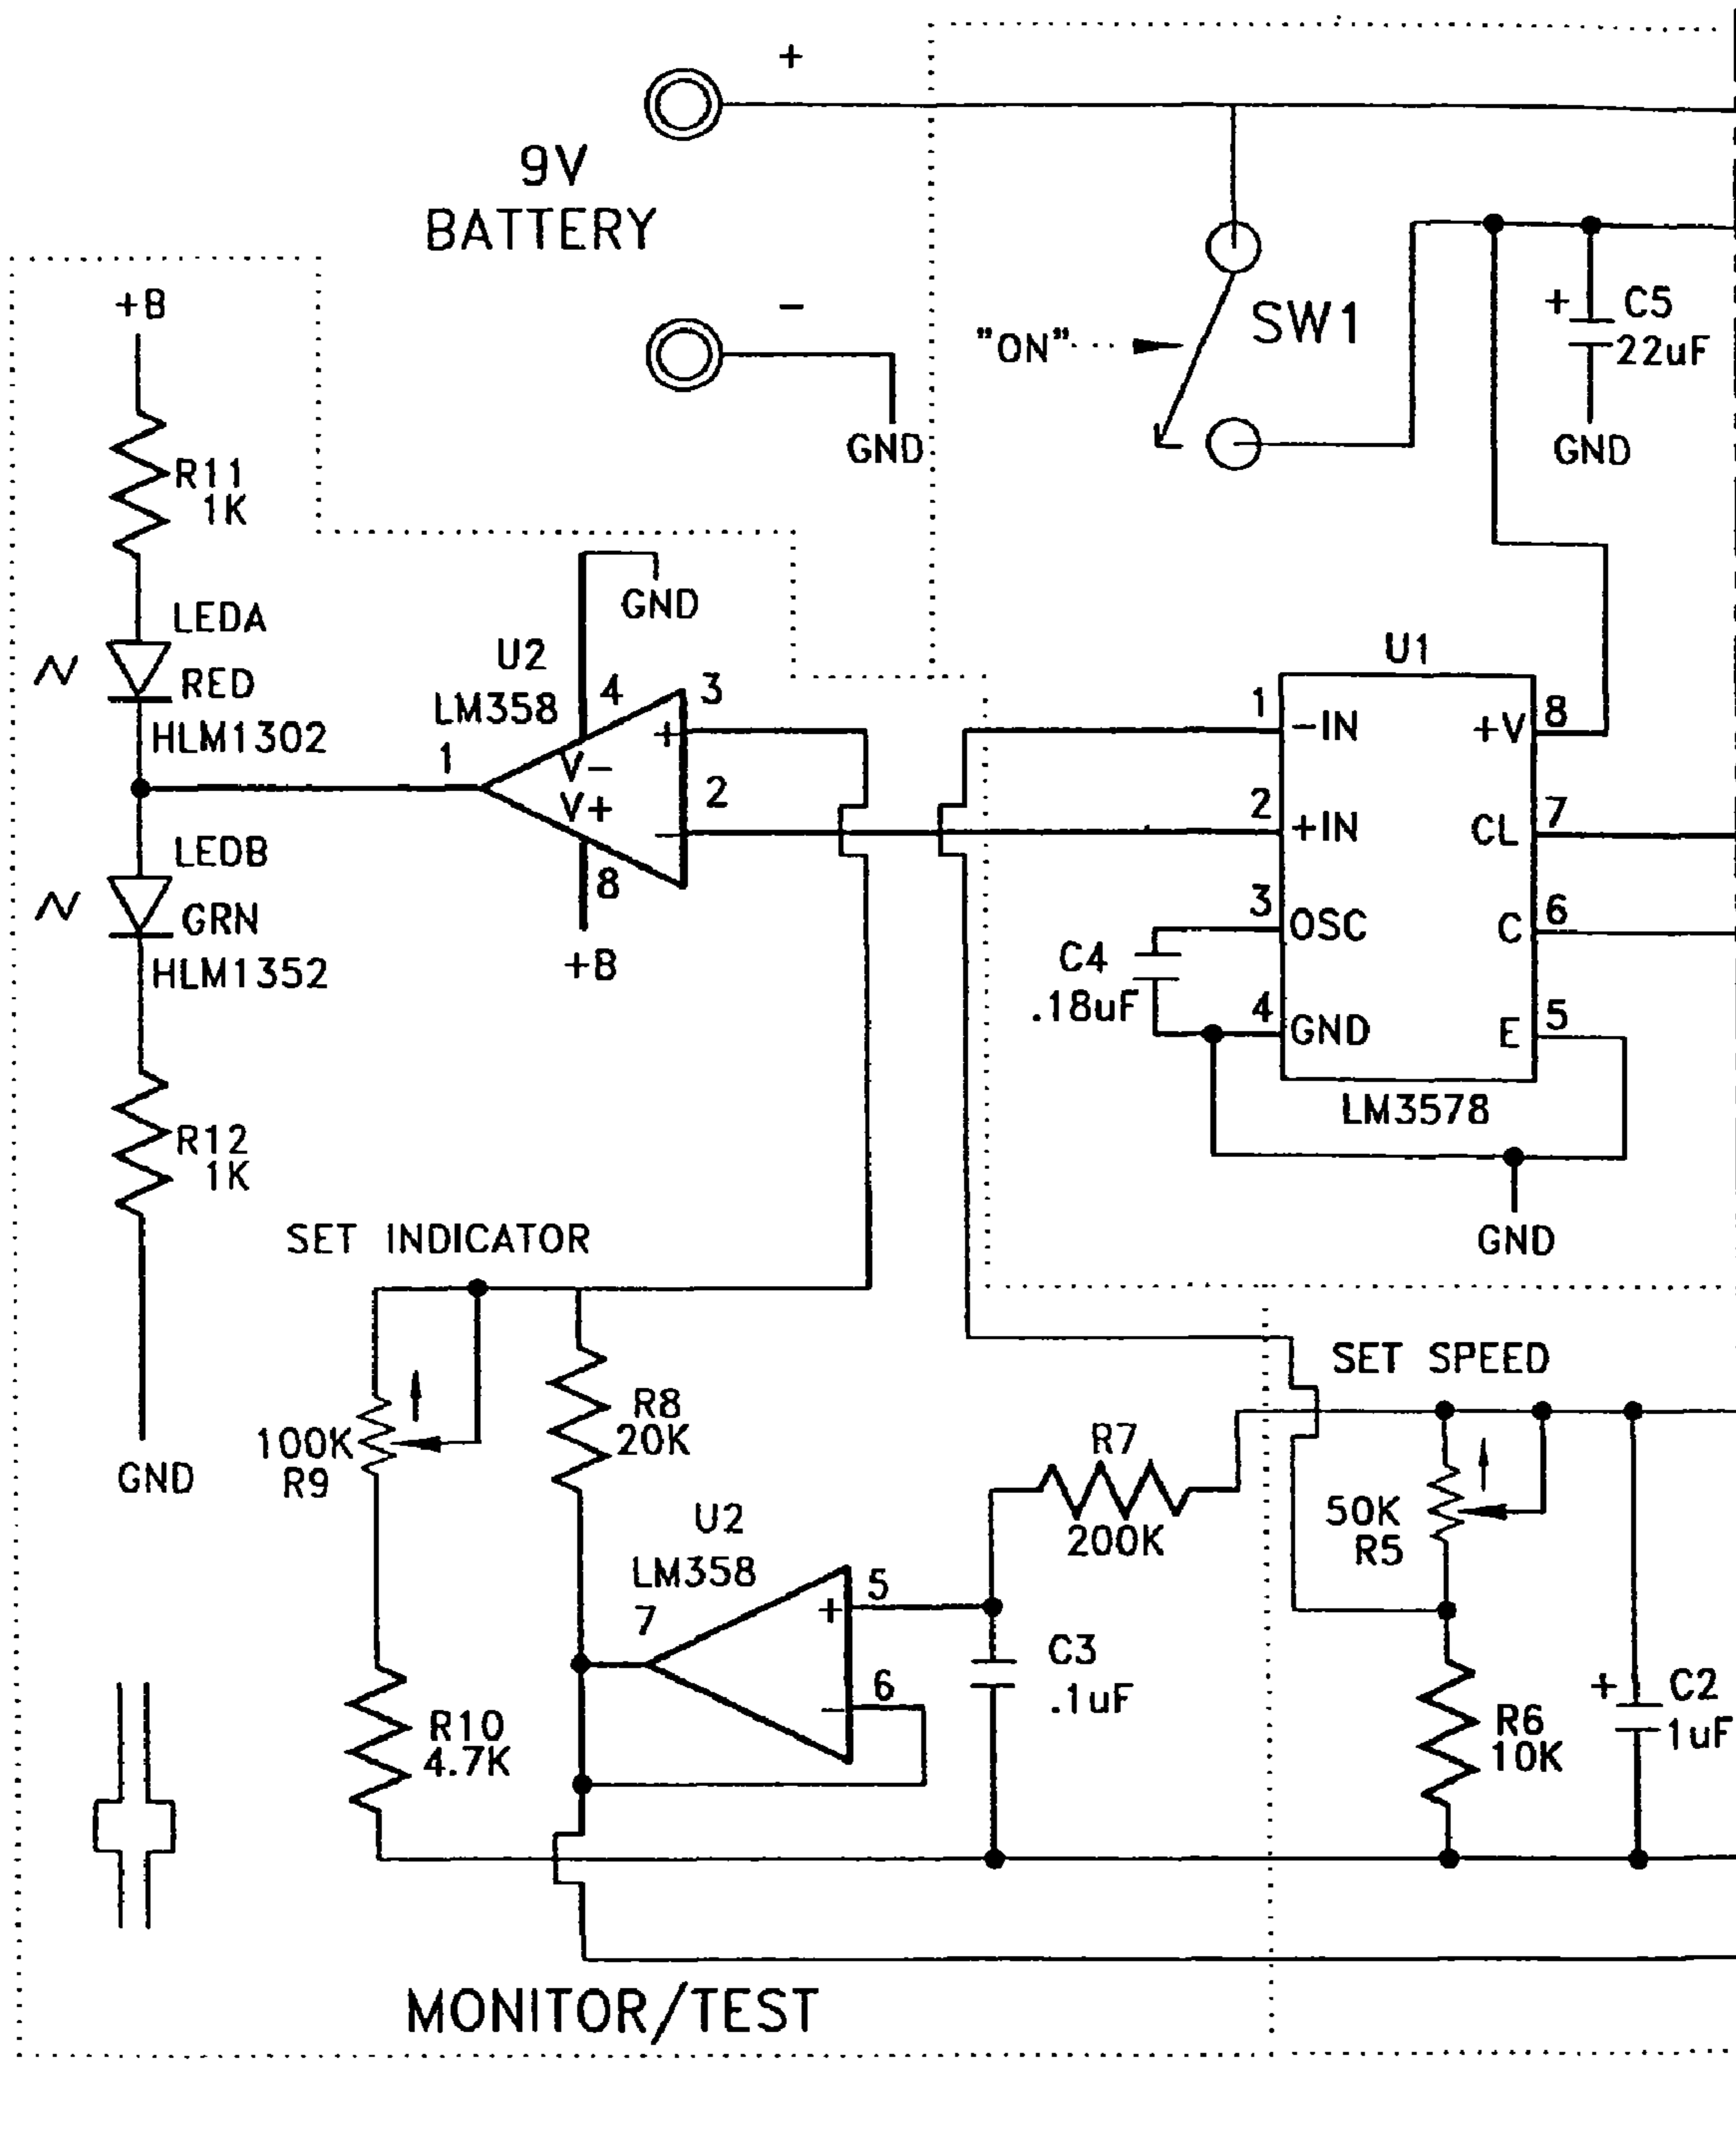 +
9V
BATTERY
-
GND
"ON"
SW1
+
C5
22uF
GND
+B
R11
1K
LEDA
RED
HLM1302
LEDB
GRN
HLM1352
R12
1K
GND
GND
U2
LM358
4
3
+
1
V-
V+
2
-
8
+B
U1
1
-IN
+V
8
2
+IN
CL
7
3
OSC
C
6
C4
.18uF
4
GND
E
5
LM3578
GND
SET INDICATOR
100K
R9
R8
20K
R7
200K
SET SPEED
50K
R5
U2
LM358
7
5
+
6
-
C3
.1uF
R10
4.7K
R6
10K
+
C2
1uF
MONITOR/TEST